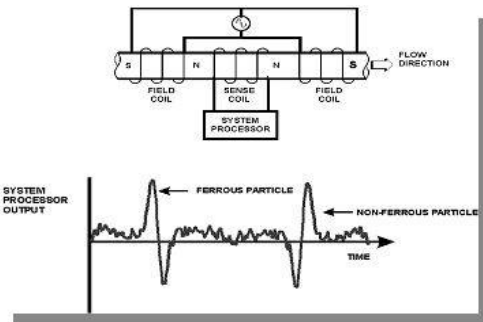 S N N S
FLOW
DIRECTION
FIELD
COIL
SENSE
COIL
FIELD
COIL
SYSTEM
PROCESSOR
SYSTEM
PROCESSOR
OUTPUT
FERROUS PARTICLE
NON-FERROUS PARTICLE
TIME